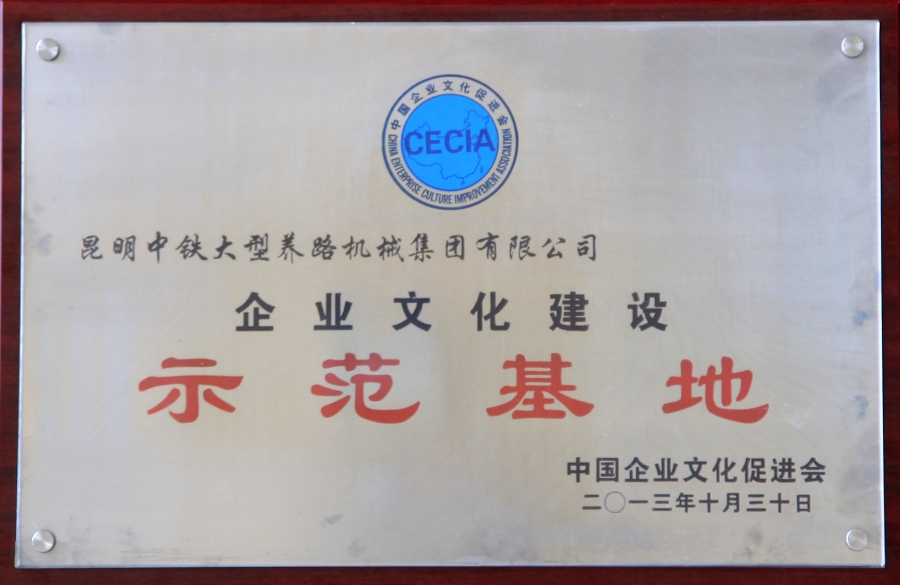 中国企业文化促进会
CECIA
CHINA ENTERPRISE CULTURE IMPROVEMENT ASSOCIATION
昆明中铁大型养路机械集团有限公司
企业文化建设
示范基地
中国企业文化促进会
二〇一三年十月三十日